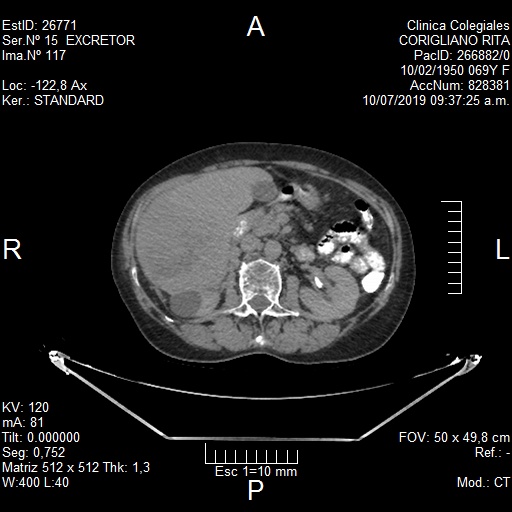 EstID: 26771
Ser.Nº 15 EXCRETOR
Ima.Nº 117
Loc: -122,8 Ax
Ker.: STANDARD
A
Clinica Colegiales
CORIGLIANO RITA
PacID: 266882/0
10/02/1950 069Y F
AccNum: 828381
10/07/2019 09:37:25 a.m.
R
L
KV: 120
mA: 81
Tilt: 0.000000
Seg: 0,752
Matriz 512 x 512 Thk: 1,3
W:400 L:40
Esc 1=10 mm
P
FOV: 50 x 49,8 cm
Ref.: -
Mod.: CT